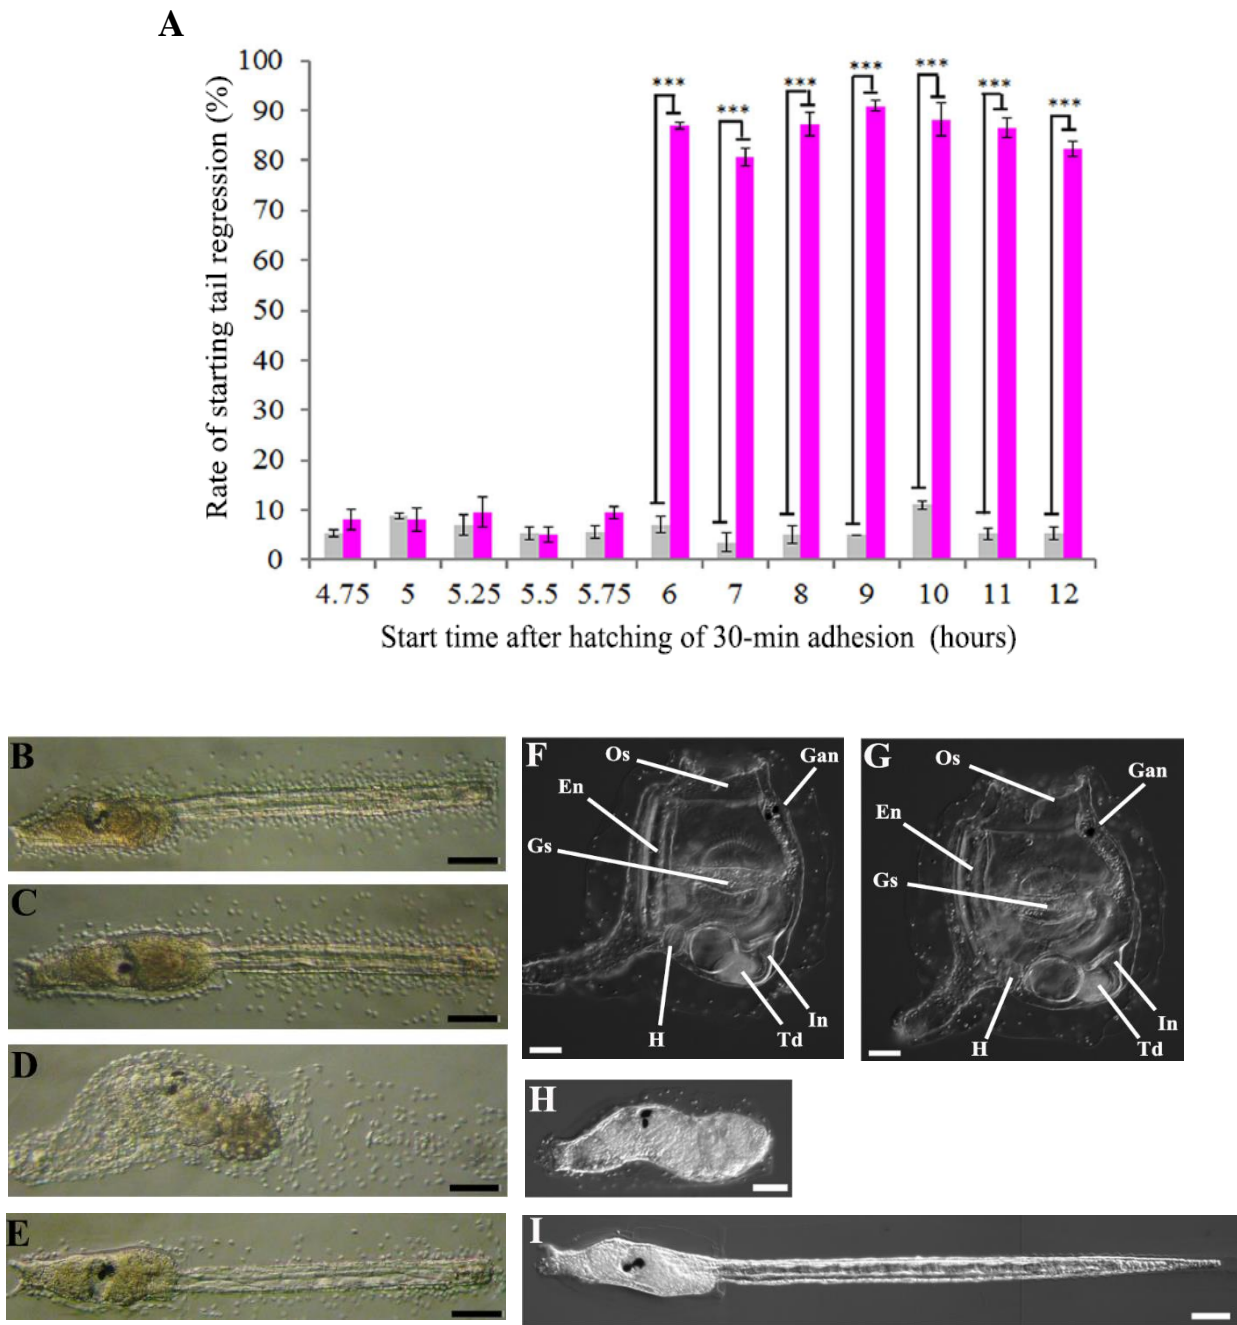 A
Rate of starting tail regression (%)
100
90
80
70
60
50
40
30
20
10
0
*** *** *** *** *** *** ***
4.75 5 5.25 5.5 5.75 6 7 8 9 10 11 12
Start time after hatching of 30-min adhesion (hours)
B
C
D
E
F
Os
Gan
En
Gs
H
Td
In
G
Os
Gan
En
Gs
H
Td
In
H
I